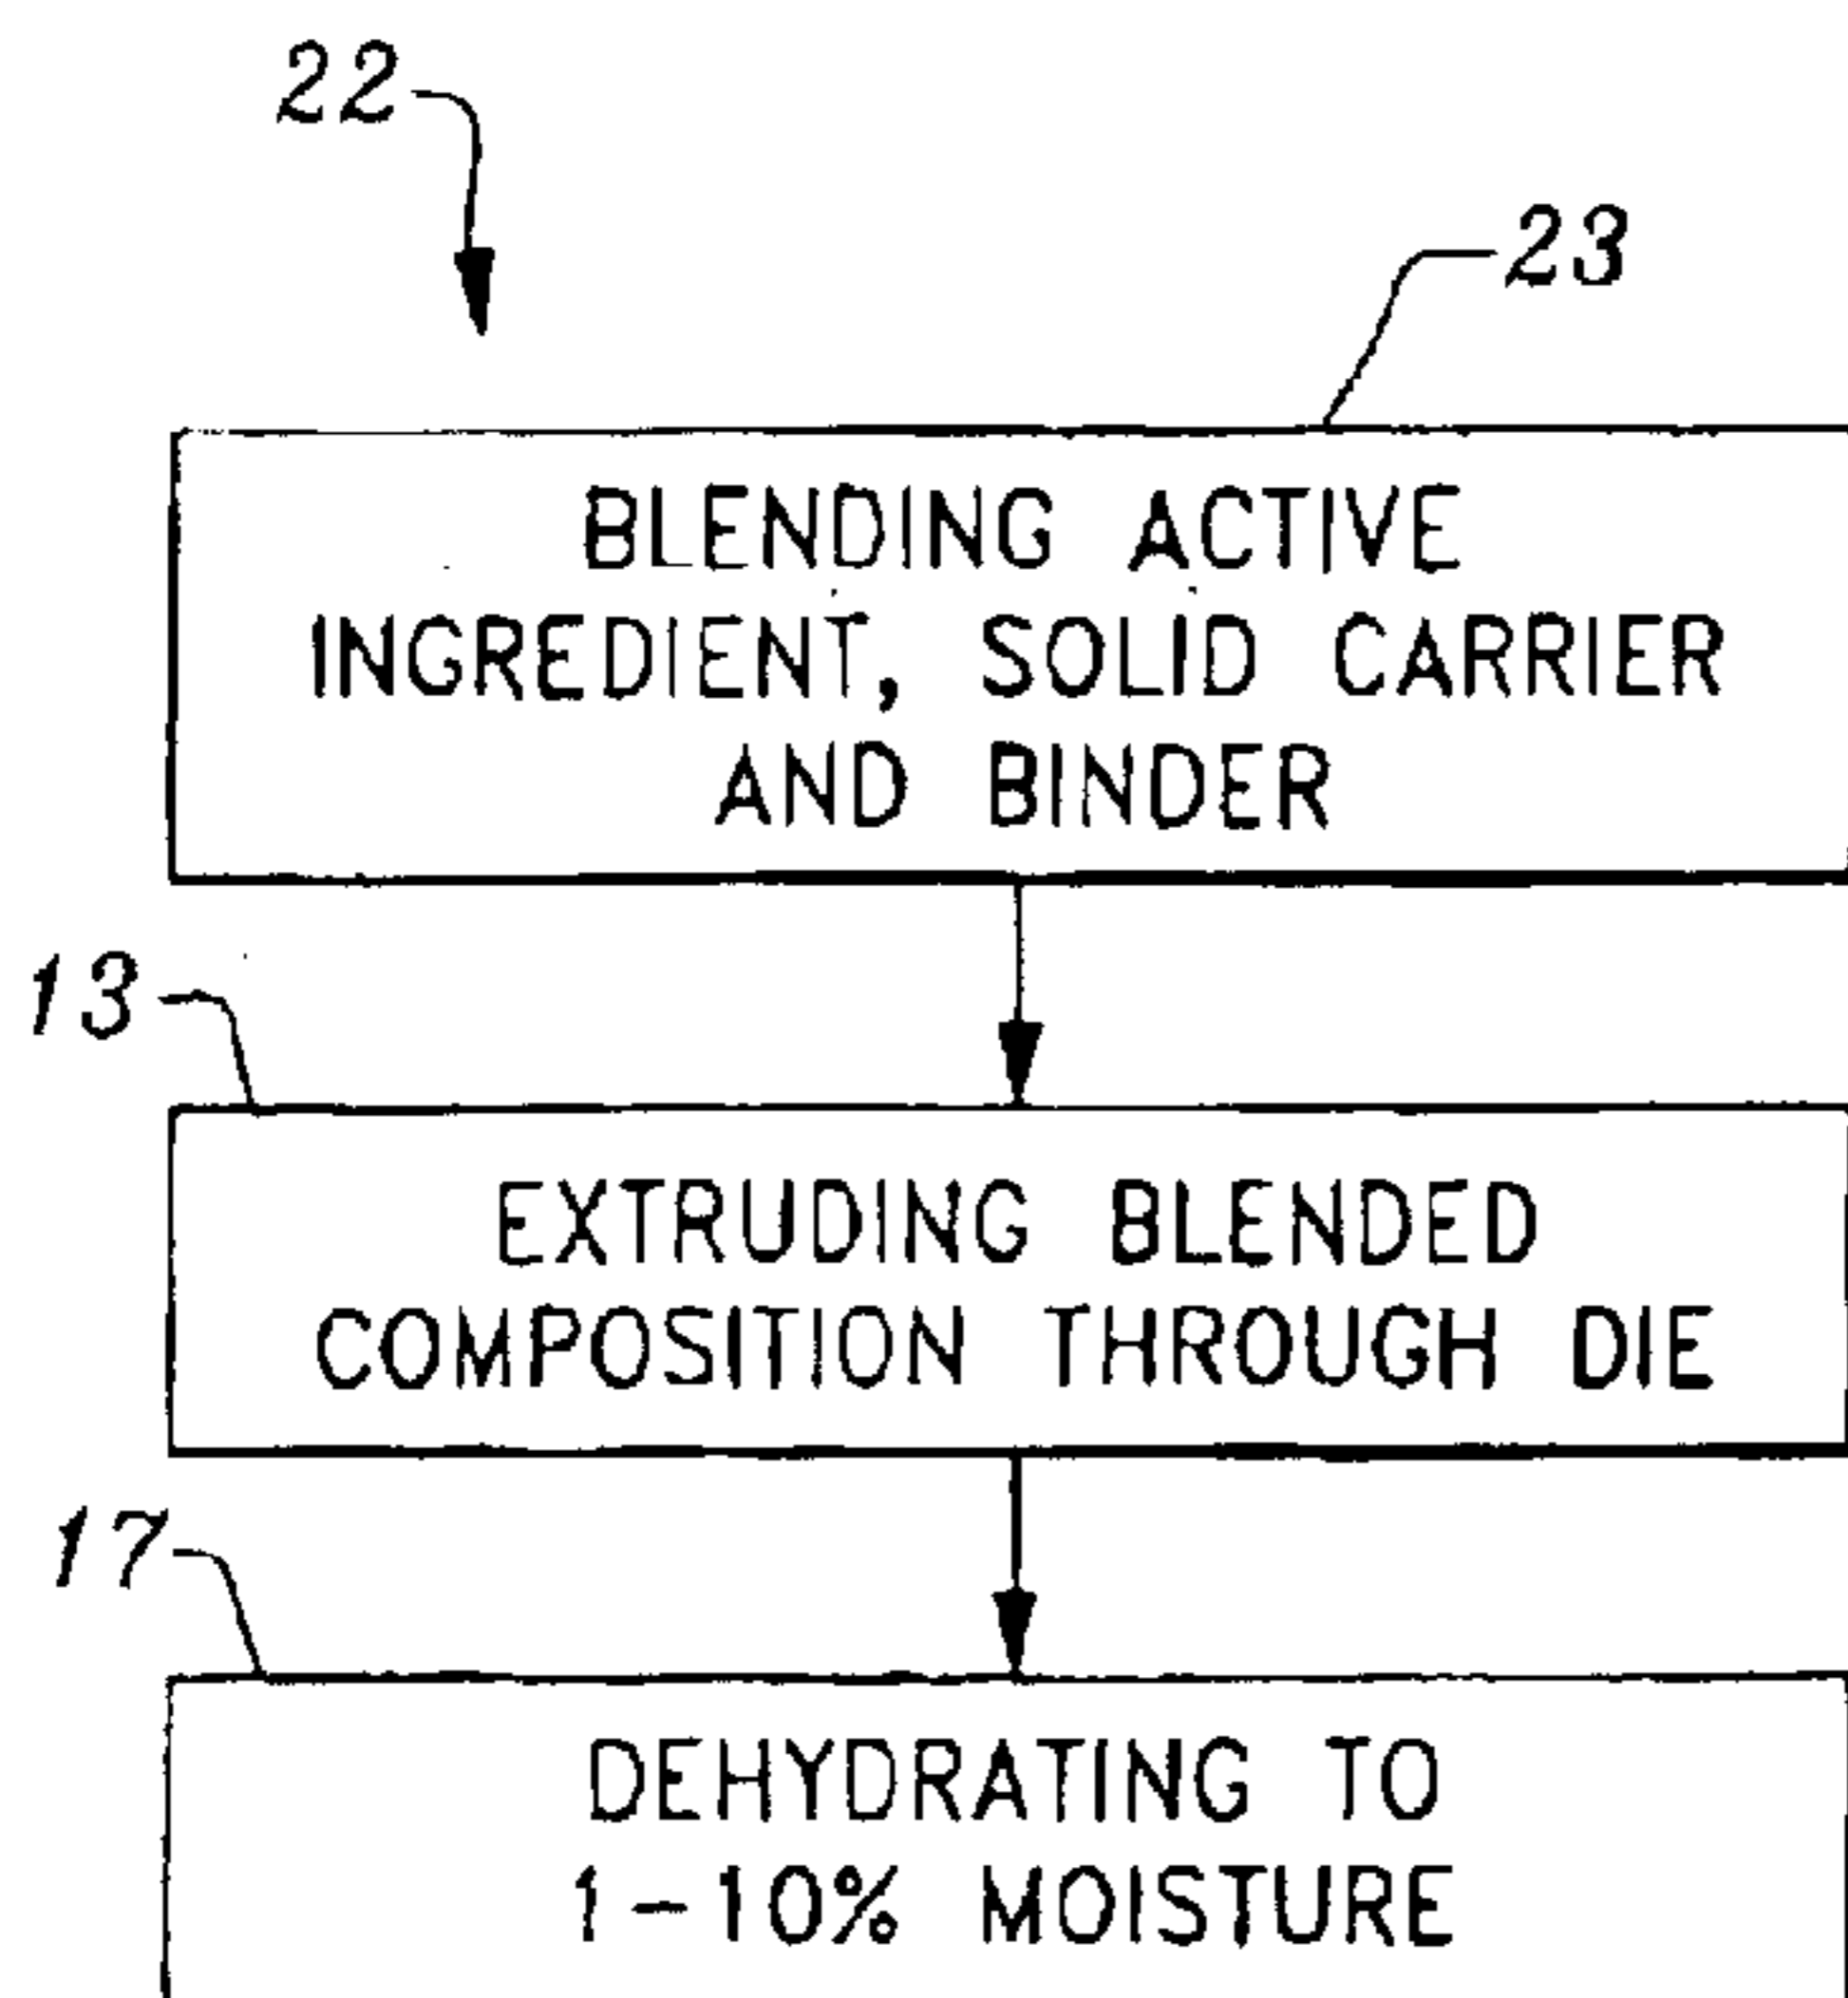 22
23
BLENDING ACTIVE
INGREDIENT, SOLID CARRIER
AND BINDER
13
EXTRUDING BLENDED
COMPOSITION THROUGH DIE
17
DEHYDRATING TO
1-10% MOISTURE